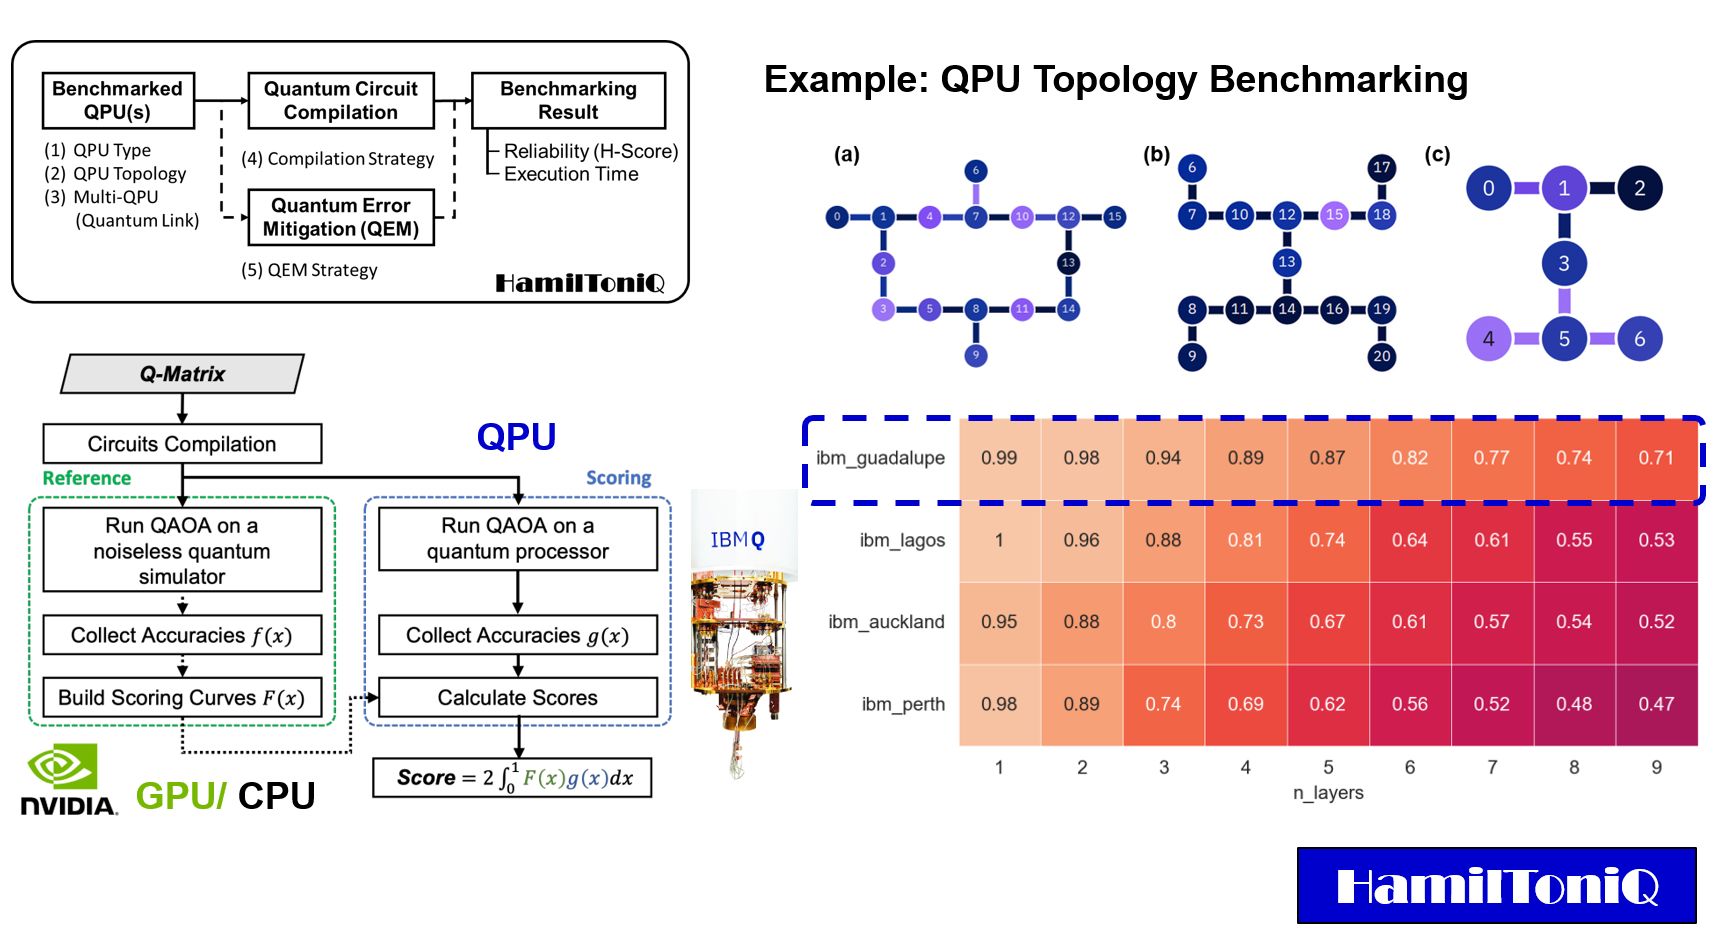 Benchmarked
QPU(s)
(1) QPU Type
(2) QPU Topology
(3) Multi-QPU
(Quantum Link)
Quantum Circuit
Compilation
(4) Compilation Strategy
Quantum Error
Mitigation (QEM)
(5) QEM Strategy
Benchmarking
Result
Reliability (H-Score)
Execution Time
HamilToniQ
Q-Matrix
Circuits Compilation
Reference
Run QAOA on a
noiseless quantum
simulator
Collect Accuracies f(x)
Build Scoring Curves F(x)
QPU
Scoring
Run QAOA on a
quantum processor
Collect Accuracies g(x)
Calculate Scores
Score = 2 ∫₀¹ F(x)g(x)dx
NVIDIA.
GPU/ CPU
IBMQ
Example: QPU Topology Benchmarking
(a)
6
0 1 4 7 10 12 15
2 13
3 5 8 11 14
9
(b)
6 17
7 10 12 15 18
13
8 11 14 16 19
9 20
(c)
0 1 2
3
4 5 6
ibm_guadalupe 0.99 0.98 0.94 0.89 0.87 0.82 0.77 0.74 0.71
ibm_lagos 1 0.96 0.88 0.81 0.74 0.64 0.61 0.55 0.53
ibm_auckland 0.95 0.88 0.8 0.73 0.67 0.61 0.57 0.54 0.52
ibm_perth 0.98 0.89 0.74 0.69 0.62 0.56 0.52 0.48 0.47
1 2 3 4 5 6 7 8 9
n_layers
HamilToniQ